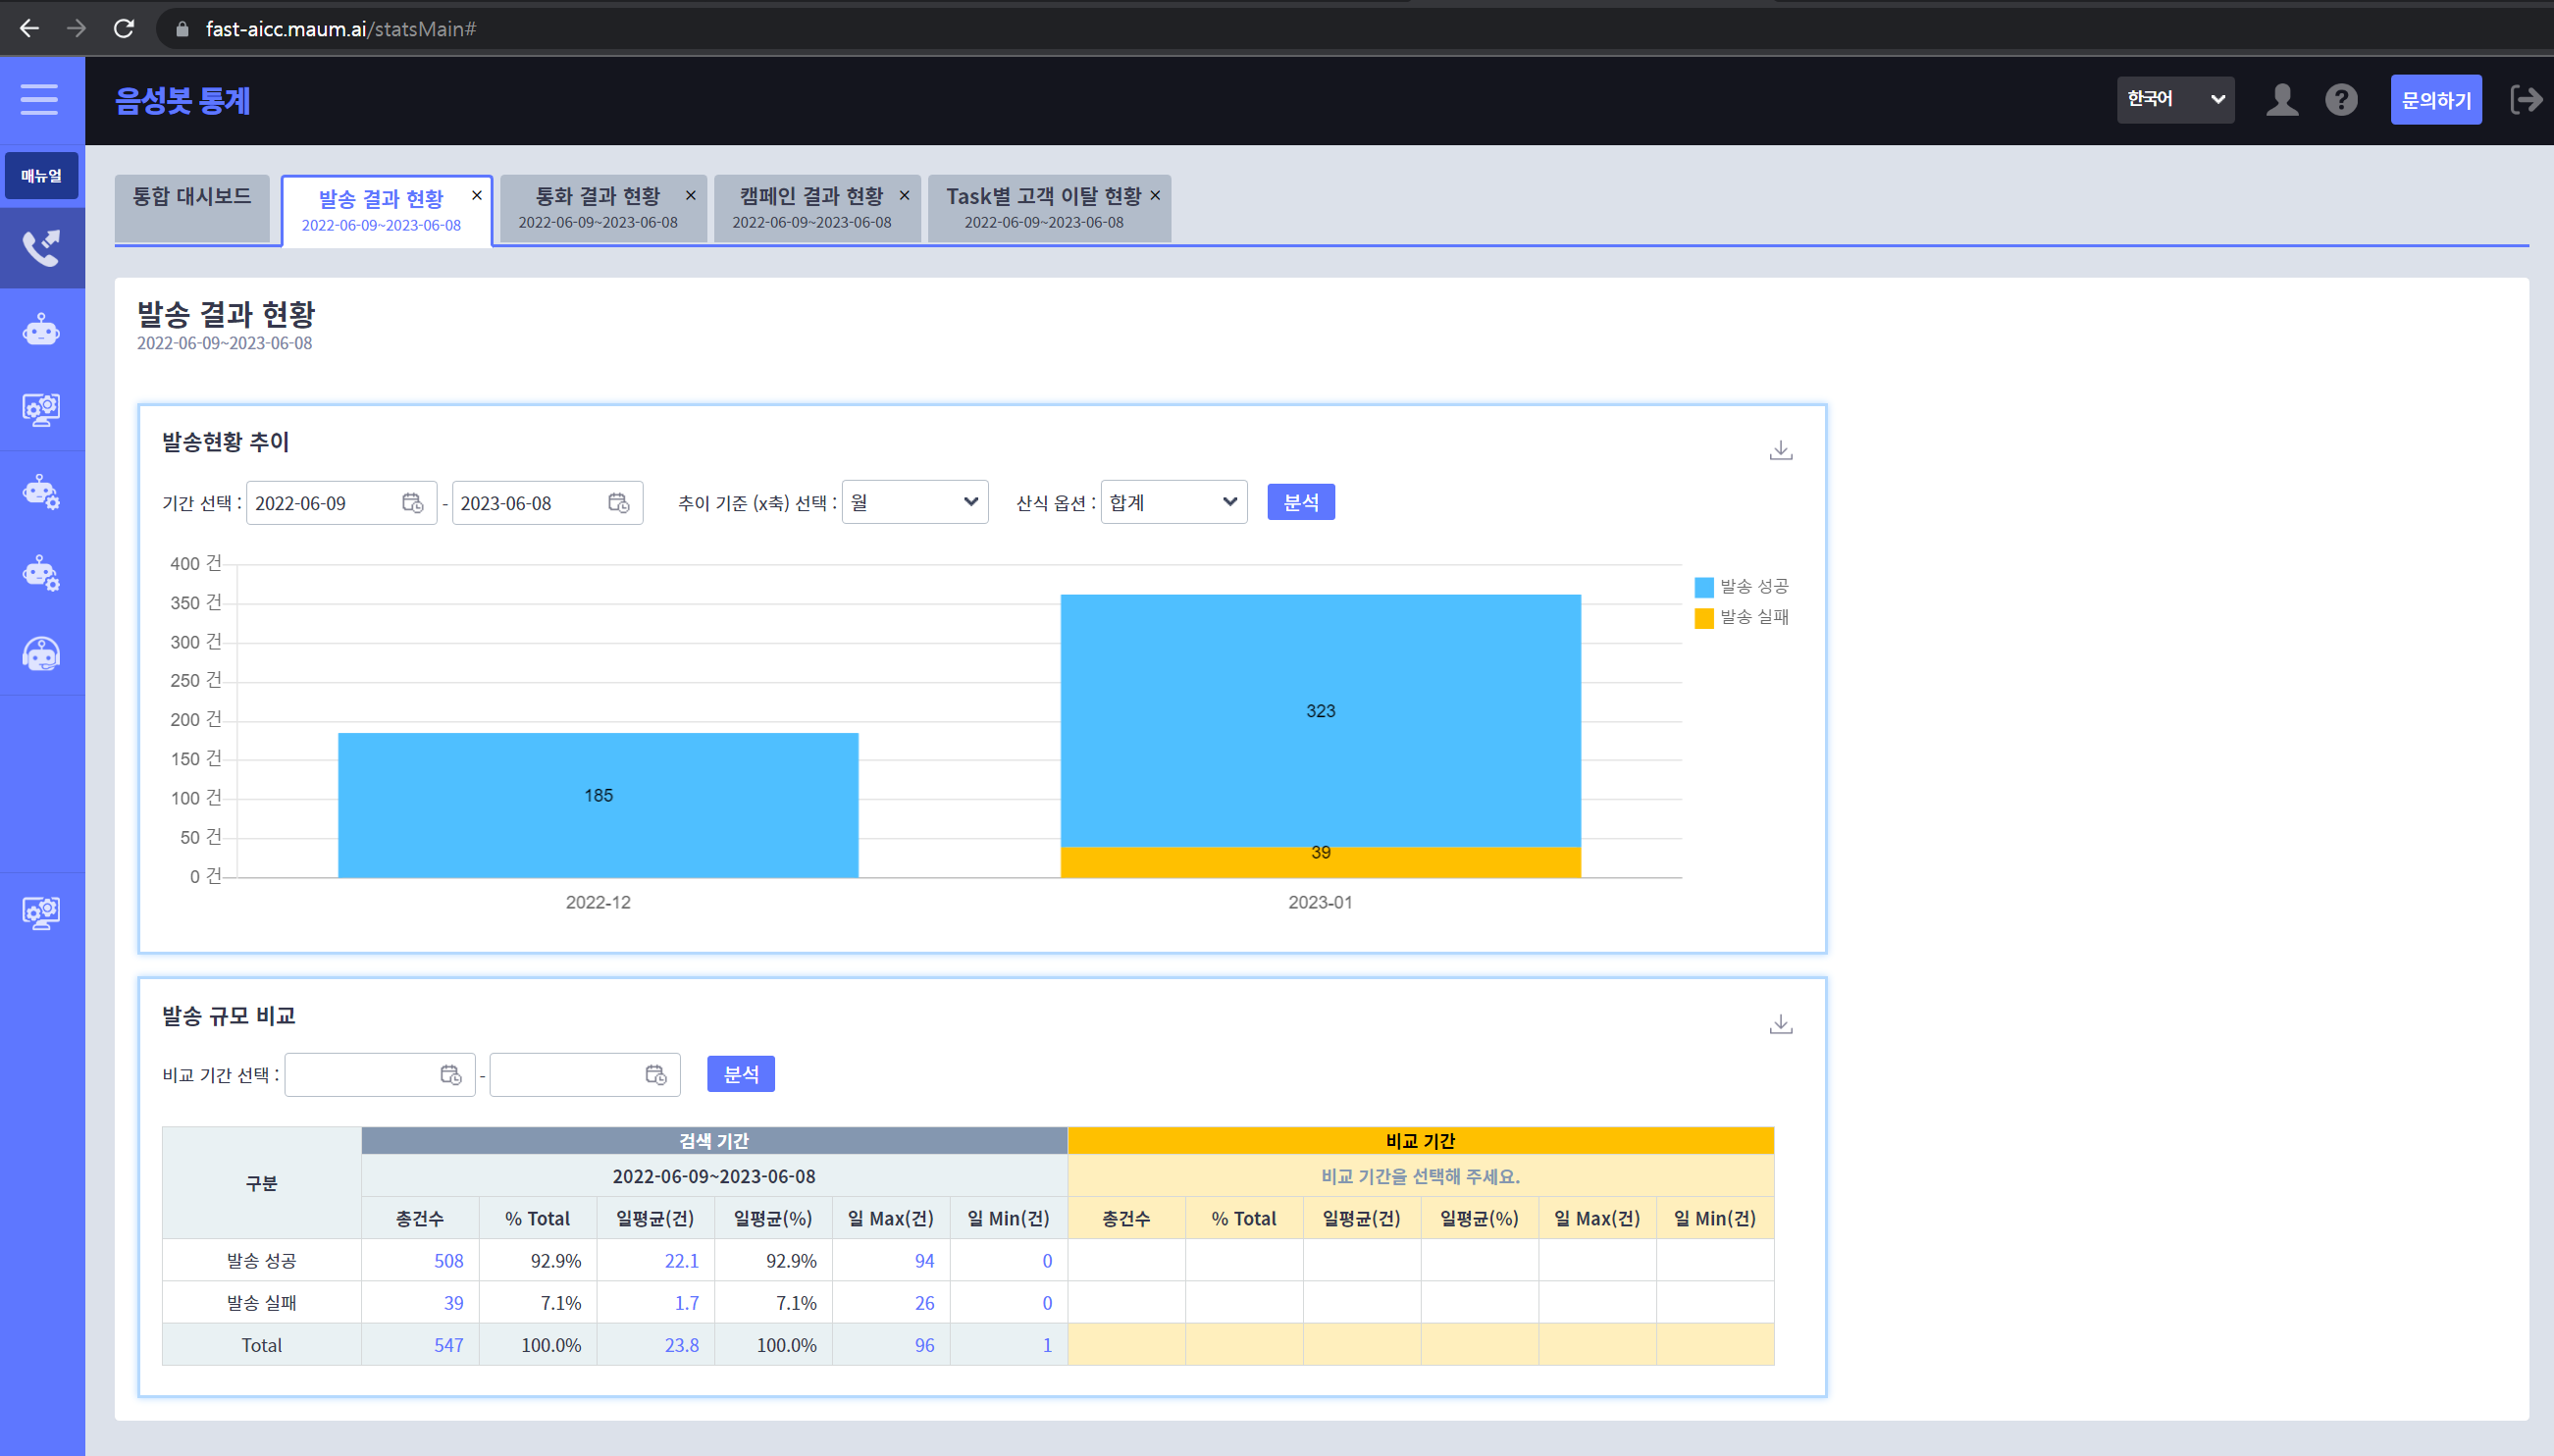 fast-aicc.maum.ai/statsMain#
음성봇 통계
한국어
문의하기
매뉴얼
통합 대시보드
발송 결과 현황
2022-06-09~2023-06-08
통화 결과 현황
2022-06-09~2023-06-08
캠페인 결과 현황
2022-06-09~2023-06-08
Task별 고객 이탈 현황
2022-06-09~2023-06-08
발송 결과 현황
2022-06-09~2023-06-08
발송현황 추이
기간 선택 : 2022-06-09 - 2023-06-08 추이 기준 (x축) 선택 : 월 산식 옵션 : 합계 분석
400 건
350 건
300 건
250 건
200 건
150 건
100 건
50 건
0 건
185
323
39
2022-12
2023-01
발송 성공
발송 실패
발송 규모 비교
비교 기간 선택 : - 분석
구분
검색 기간 비교 기간
2022-06-09~2023-06-08 비교 기간을 선택해 주세요.
총건수 % Total 일평균(건) 일평균(%) 일 Max(건) 일 Min(건) 총건수 % Total 일평균(건) 일평균(%) 일 Max(건) 일 Min(건)
발송 성공 508 92.9% 22.1 92.9% 94 0
발송 실패 39 7.1% 1.7 7.1% 26 0
Total 547 100.0% 23.8 100.0% 96 1